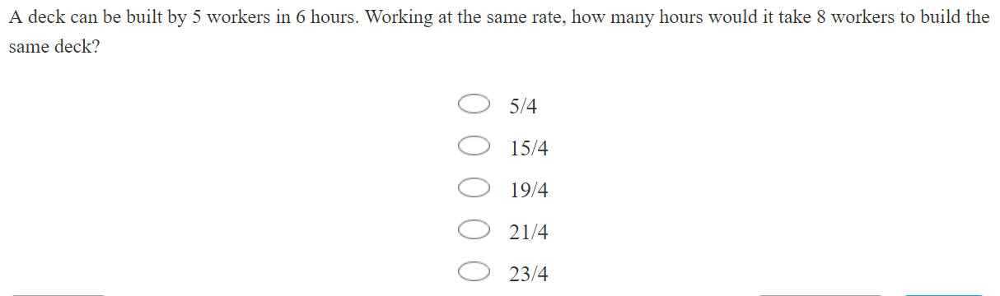 A deck can be built by 5 workers in 6 hours. Working at the same rate, how many hours would it take 8 workers to build the
same deck?
5/4
15/4
19/4
21/4
23/4